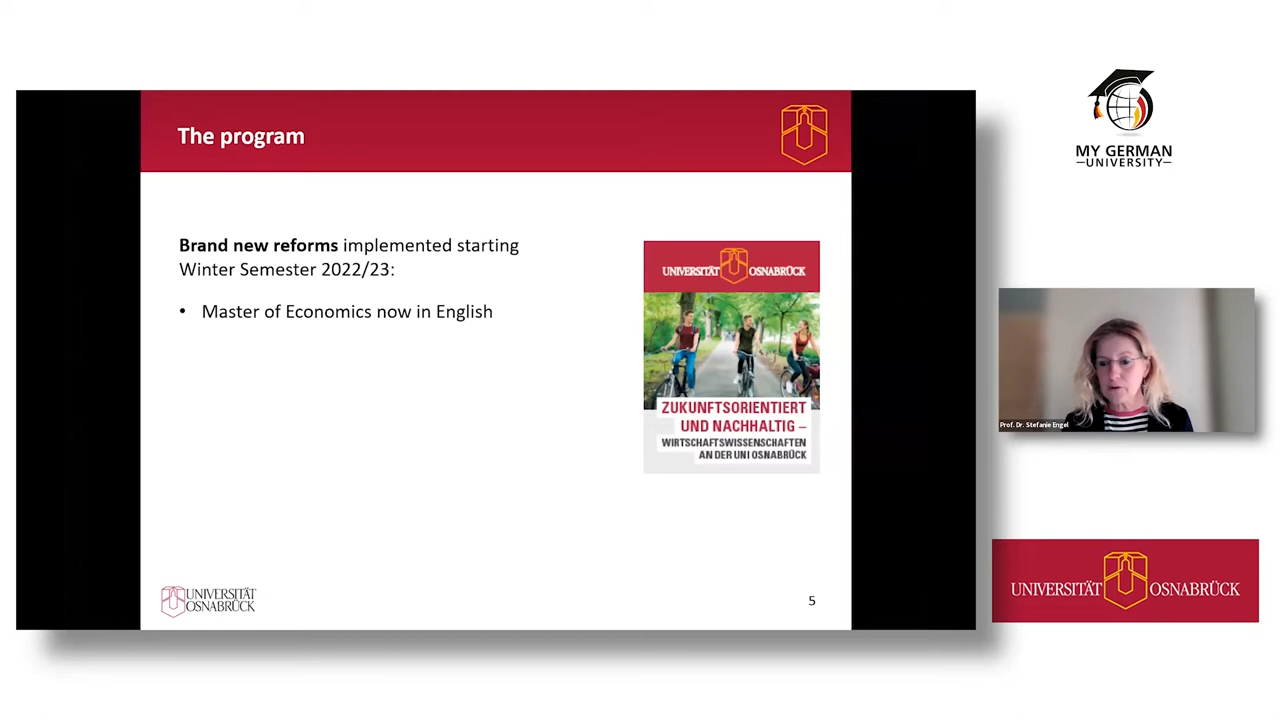 The program
Brand new reforms implemented starting
Winter Semester 2022/23:
• Master of Economics now in English
UNIVERSITÄT OSNABRÜCK
ZUKUNFTSORIENTIERT
UND NACHHALTIG –
WIRTSCHAFTSWISSENSCHAFTEN
AN DER UNI OSNABRÜCK
UNIVERSITÄT
OSNABRÜCK
5
MY GERMAN
UNIVERSITY
Prof. Dr. Stefanie Engel
UNIVERSITÄT OSNABRÜCK